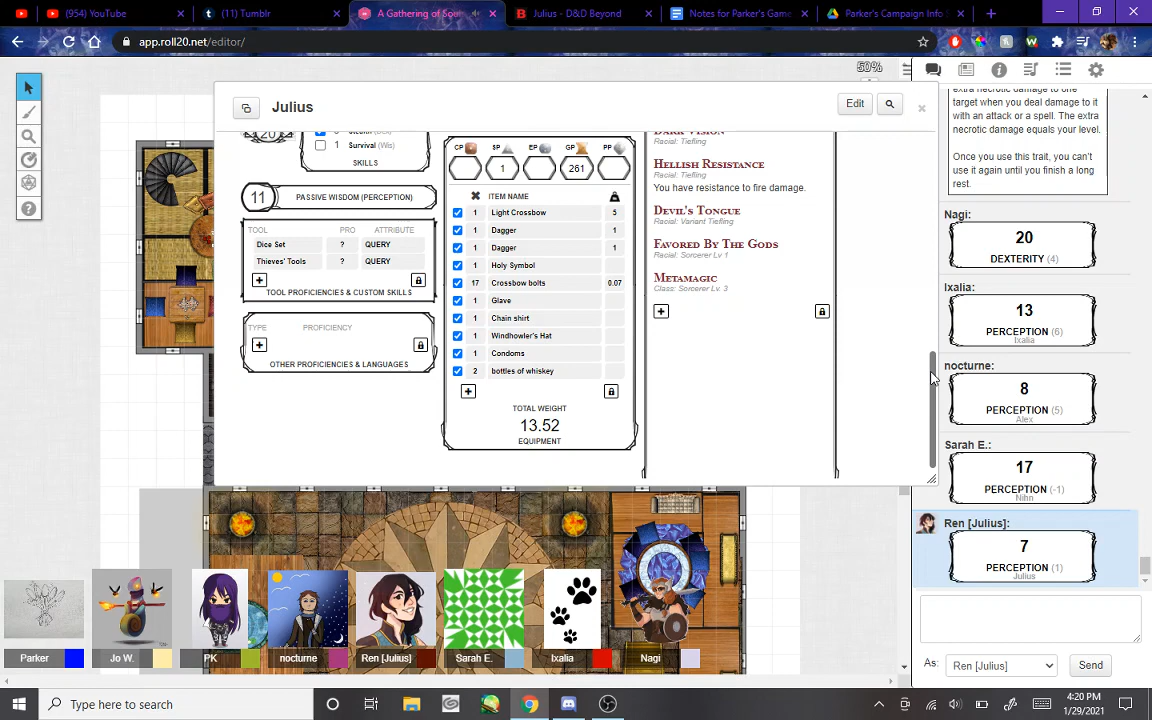 (954) YouTube
(11) Tumblr
A Gathering of Sou
Julius - D&D Beyond
Notes for Parker's Game
Parker's Campaign Info
app.roll20.net/editor/
50%
Julius
Edit
20
Survival (Wis)
SKILLS
11
PASSIVE WISDOM (PERCEPTION)
TOOL PRO ATTRIBUTE
Dice Set ? QUERY
Thieves' Tools ? QUERY
TOOL PROFICIENCIES & CUSTOM SKILLS
TYPE PROFICIENCY
OTHER PROFICIENCIES & LANGUAGES
CP SP EP GP PP
1 261
ITEM NAME
1 Light Crossbow 5
1 Dagger 1
1 Dagger 1
1 Holy Symbol
17 Crossbow bolts 0.07
1 Glave
1 Chain shirt
1 Windhowler's Hat
1 Condoms
2 bottles of whiskey
TOTAL WEIGHT
13.52
EQUIPMENT
DARK VISION
Racial: Tiefling
HELLISH RESISTANCE
Racial: Tiefling
You have resistance to fire damage.
DEVIL'S TONGUE
Racial: Variant Tiefling
FAVORED BY THE GODS
Racial: Sorcerer Lv 1
METAMAGIC
Class: Sorcerer Lv. 3
extra necrotic damage to one
target when you deal damage to it
with an attack or a spell. The extra
necrotic damage equals your level.
Once you use this trait, you can't
use it again until you finish a long
rest.
Nagi:
20
DEXTERITY (4)
Ixalia:
13
PERCEPTION (6)
Ixalia
nocturne:
8
PERCEPTION (5)
Alex
Sarah E.:
17
PERCEPTION (-1)
Nihn
Ren [Julius]:
7
PERCEPTION (1)
Julius
As:
Ren [Julius]
Send
Parker
Jo W.
PK
nocturne
Ren [Julius]
Sarah E.
Ixalia
Nagi
Type here to search
4:20 PM
1/29/2021